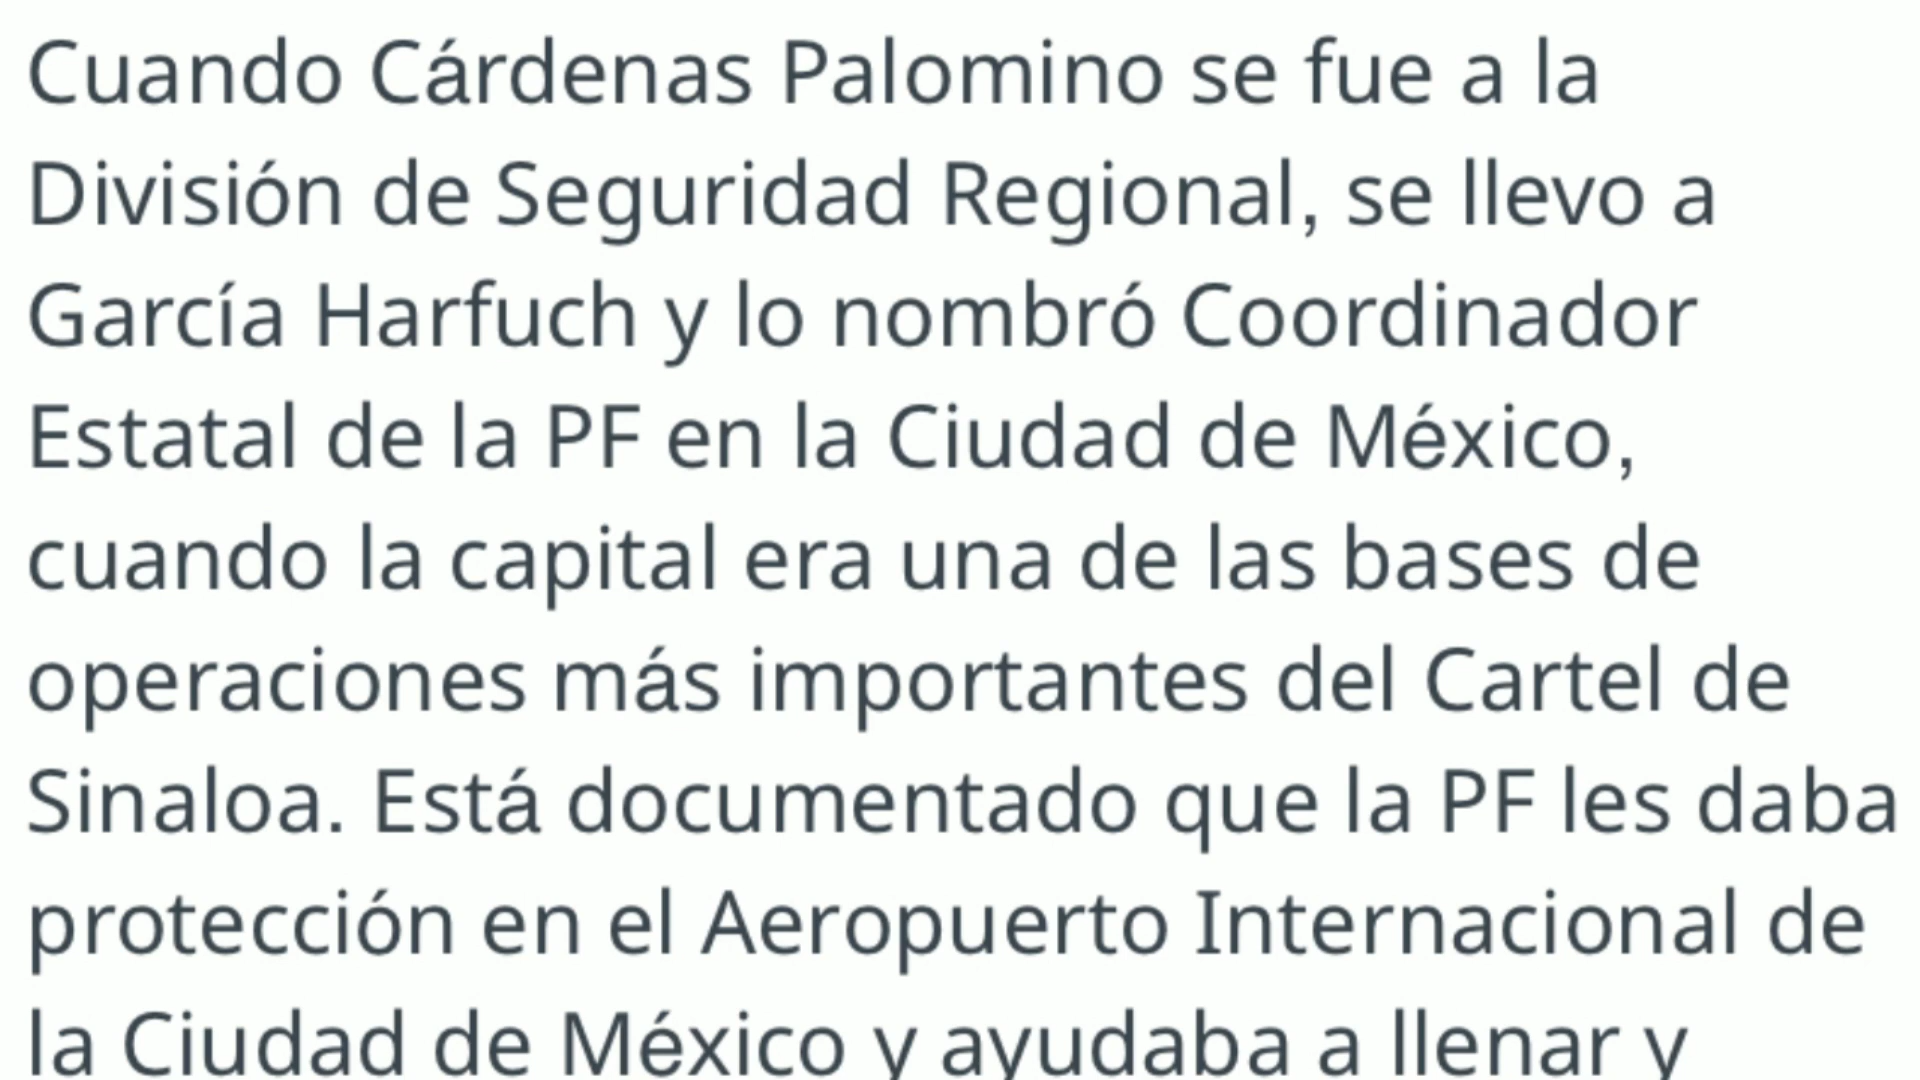 Cuando Cárdenas Palomino se fue a la
División de Seguridad Regional, se llevo a
García Harfuch y lo nombró Coordinador
Estatal de la PF en la Ciudad de México,
cuando la capital era una de las bases de
operaciones más importantes del Cartel de
Sinaloa. Está documentado que la PF les daba
protección en el Aeropuerto Internacional de
la Ciudad de México y ayudaba a llenar y